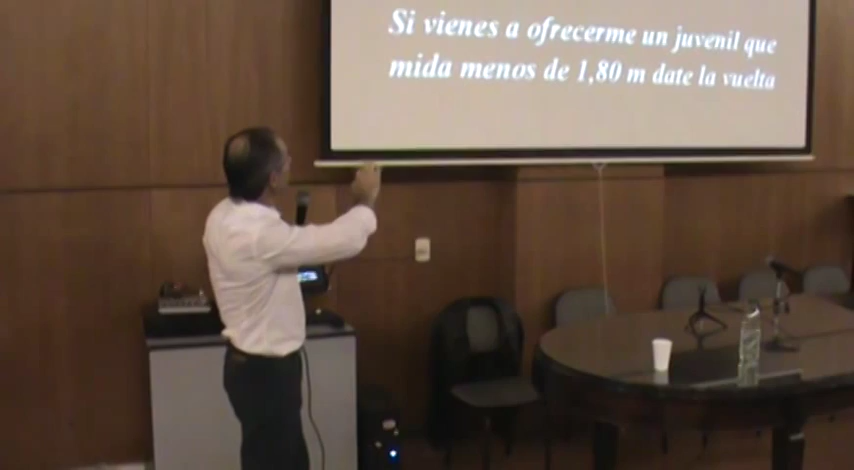 Si vienes a ofrecerme un juvenil que
mida menos de 1,80 m date la vuelta